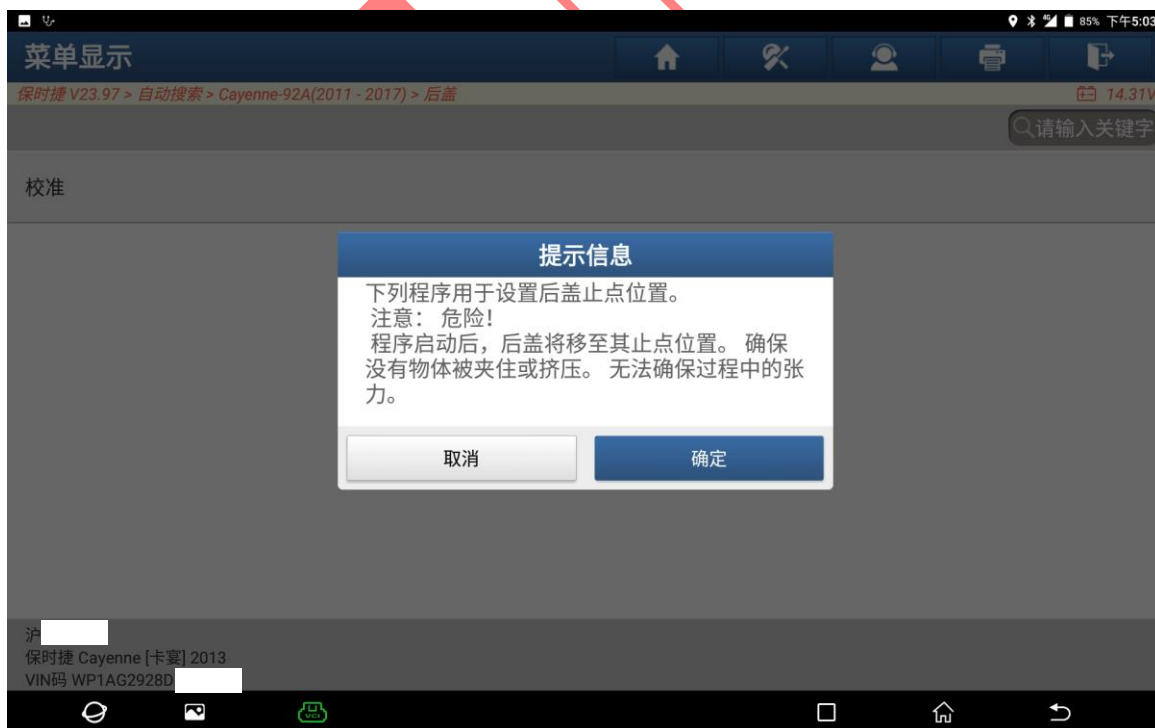 4G 85% 下午5:03
菜单显示
保时捷 V23.97 > 自动搜索 > Cayenne-92A(2011 - 2017) > 后盖 14.31V
请输入关键字
校准
提示信息
下列程序用于设置后盖止点位置。
注意： 危险！
程序启动后，后盖将移至其止点位置。 确保
没有物体被夹住或挤压。 无法确保过程中的张
力。
取消 确定
沪
保时捷 Cayenne [卡宴] 2013
VIN码 WP1AG2928D
VCI